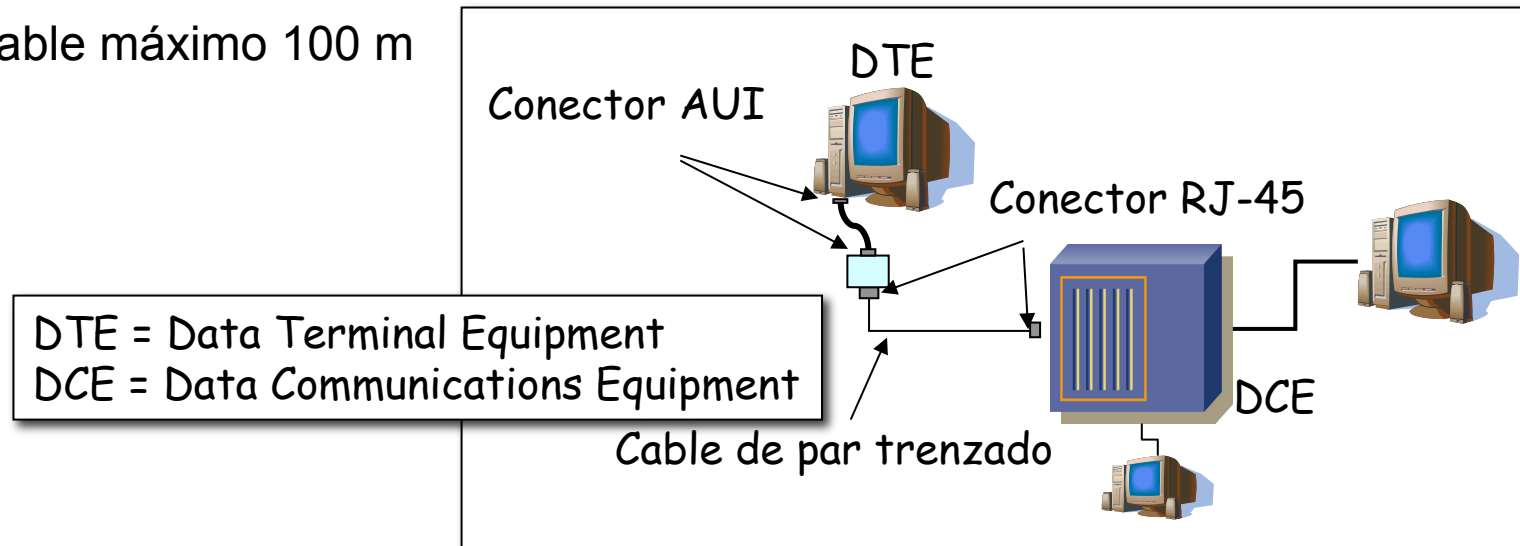 able máximo 100 m
DTE
Conector AUI
Conector RJ-45
DTE = Data Terminal Equipment
DCE = Data Communications Equipment
DCE
Cable de par trenzado